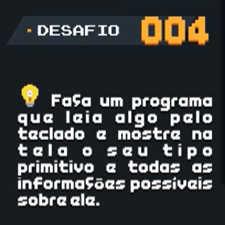 DESAFIO 004
Faça um programa
que leia algo pelo
teclado e mostre na
tela o seu tipo
primitivo e todas as
informações possíveis
sobre ele.